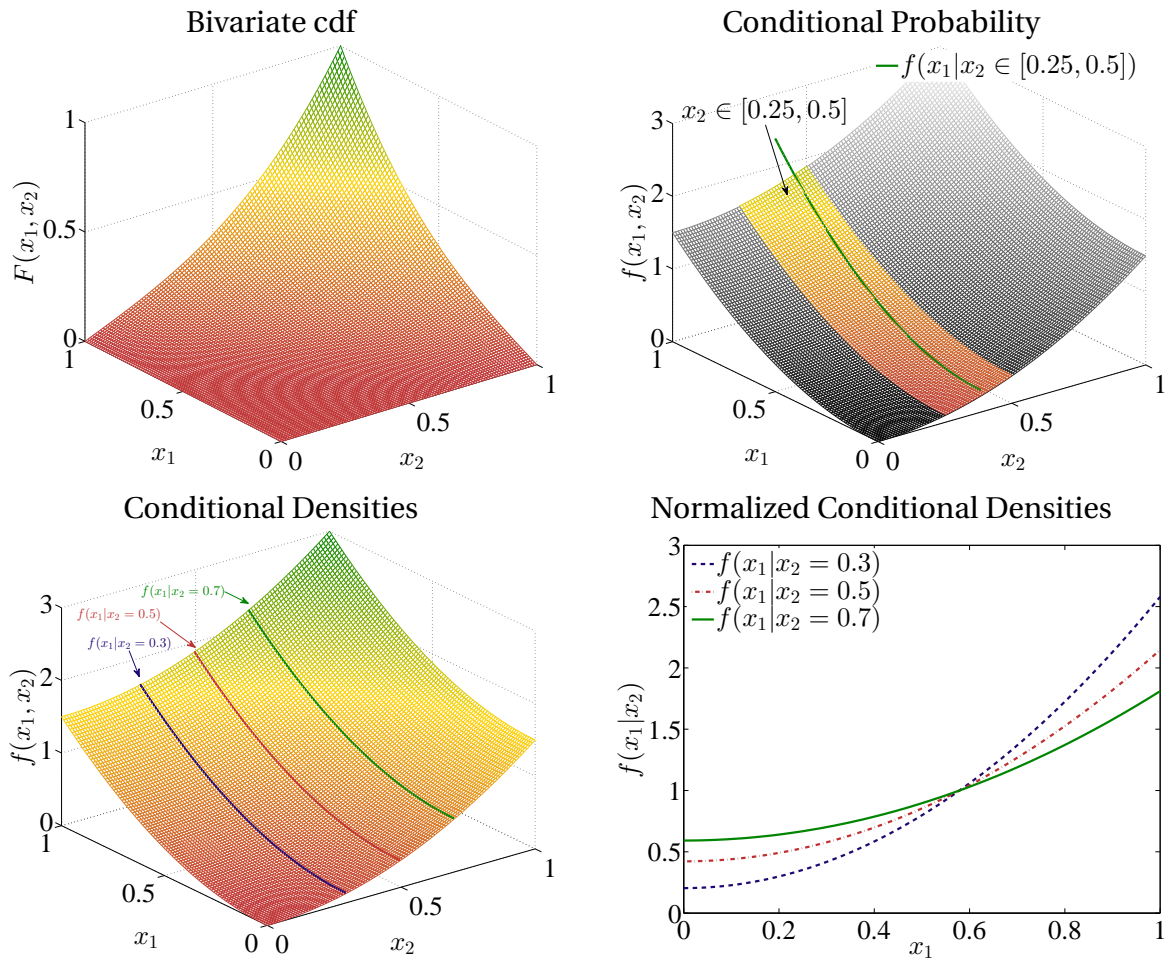 Bivariate cdf
1
0.5
0
F(x₁, x₂)
1
0.5
0
x₁
0
0.5
1
x₂
Conditional Probability
f(x₁|x₂ ∈ [0.25, 0.5])
x₂ ∈ [0.25, 0.5]
3
2
1
0
f(x₁, x₂)
1
0.5
0
x₁
0
0.5
1
x₂
Conditional Densities
f(x₁|x₂ = 0.7)
f(x₁|x₂ = 0.5)
f(x₁|x₂ = 0.3)
3
2
1
0
f(x₁, x₂)
1
0.5
0
x₁
0
0.5
1
x₂
Normalized Conditional Densities
f(x₁|x₂ = 0.3)
f(x₁|x₂ = 0.5)
f(x₁|x₂ = 0.7)
3
2.5
2
1.5
1
0.5
0
f(x₁|x₂)
0 0.2 0.4 0.6 0.8 1
x₁